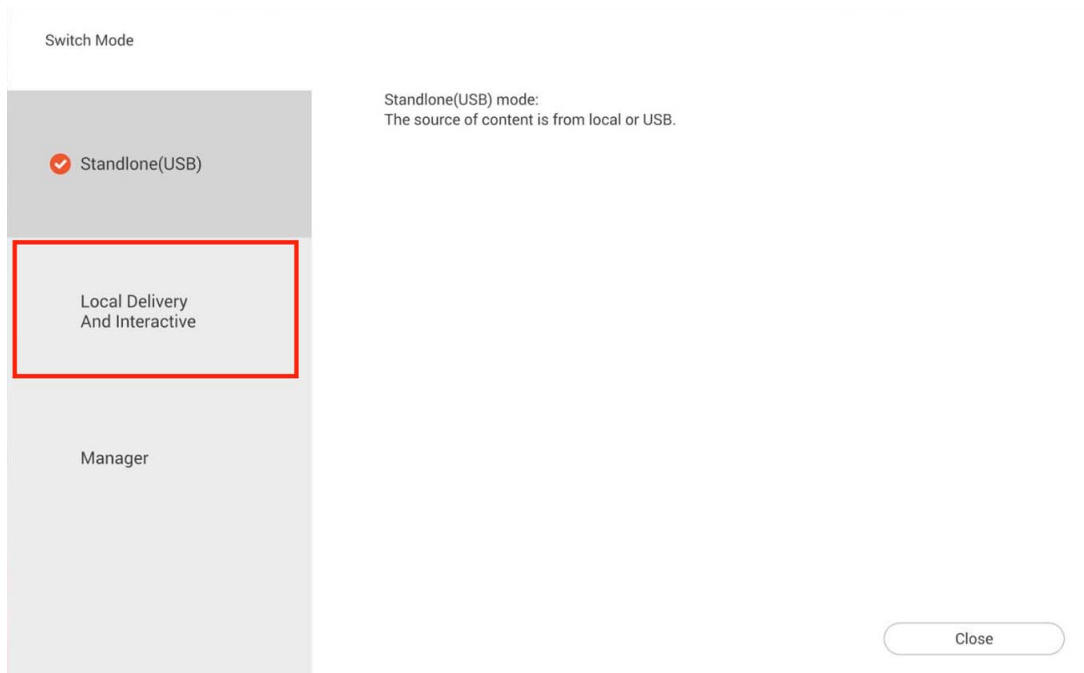 Switch Mode
Standlone(USB) mode:
The source of content is from local or USB.
Standlone(USB)
Local Delivery
And Interactive
Manager
Close